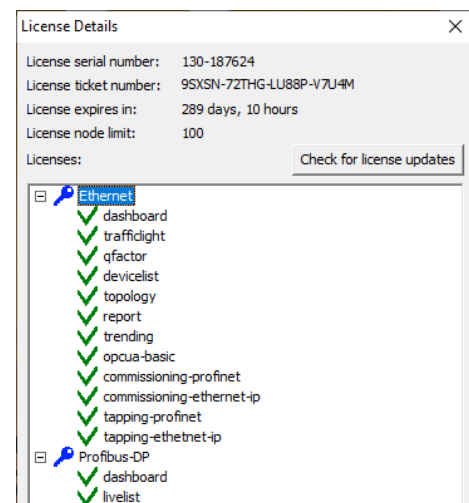 License Details
License serial number: 130-187624
License ticket number: 9SXSN-72THG-LU88P-V7U4M
License expires in: 289 days, 10 hours
License node limit: 100
Licenses: Check for license updates
Ethernet
dashboard
trafficlight
qfactor
devicelist
topology
report
trending
opcua-basic
commissioning-profinet
commissioning-ethernet-ip
tapping-profinet
tapping-ethetnet-ip
Profibus-DP
dashboard
livelist